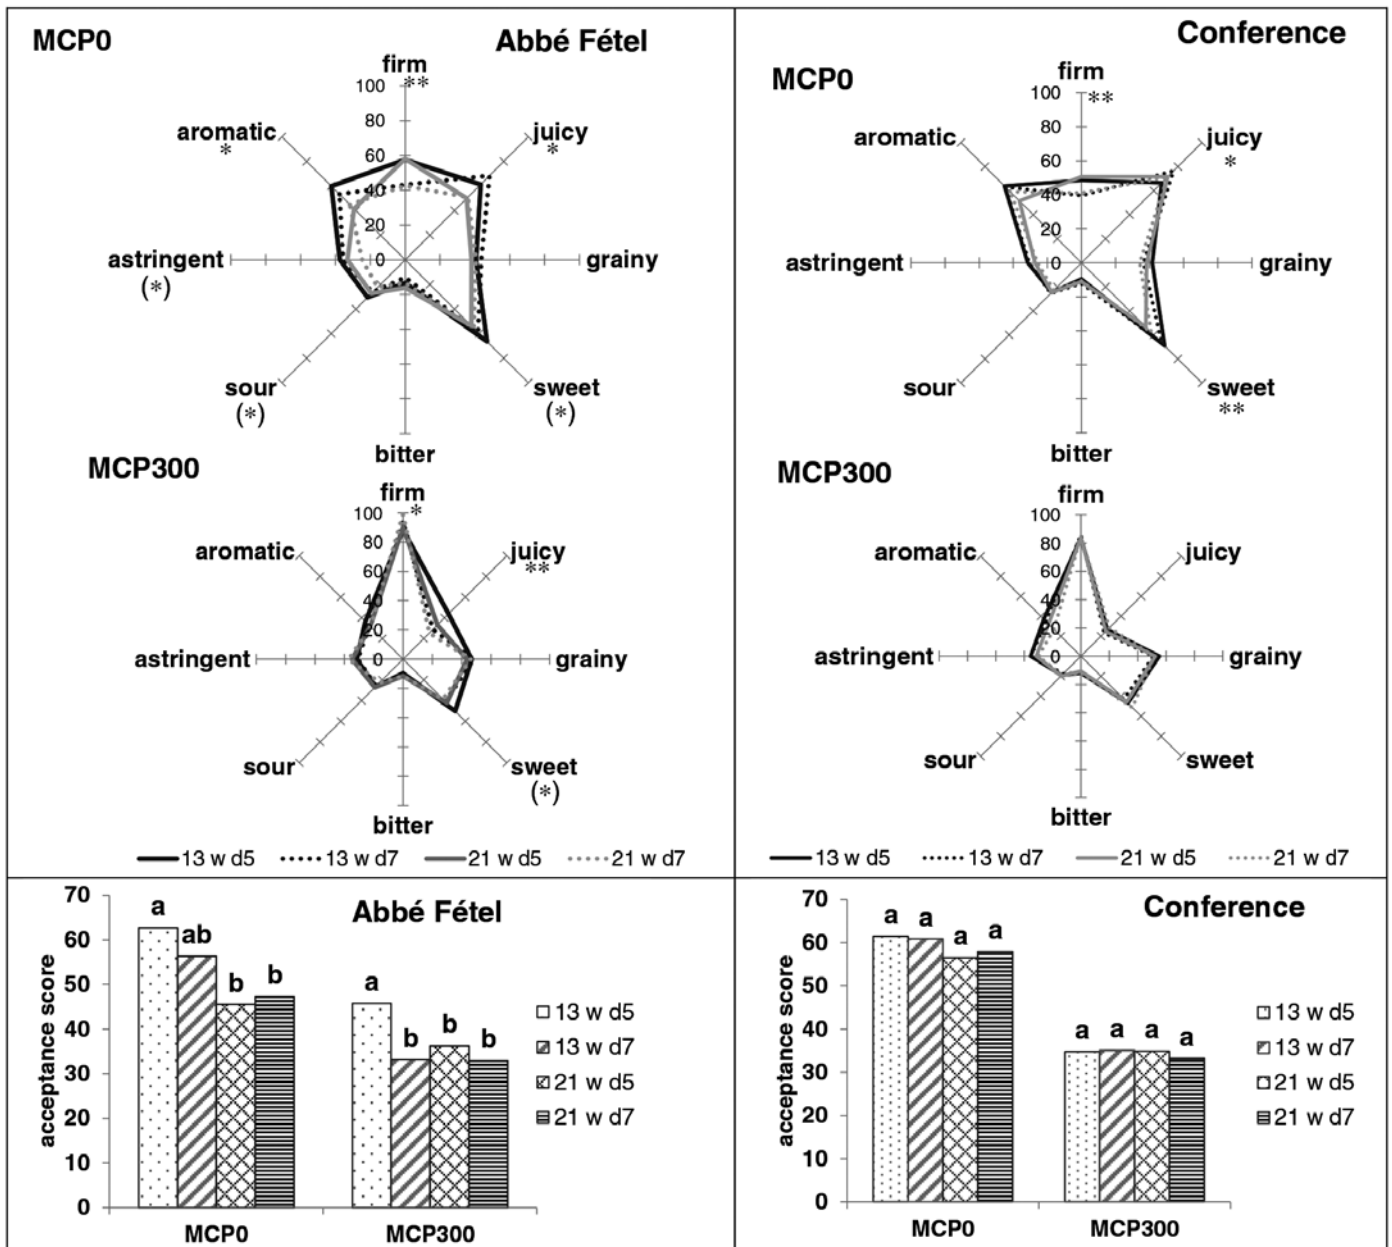 MCP0
Abbé Fétel
firm
**
100
80
60
40
20
0
aromatic
*
juicy
*
astringent
(*)
grainy
sour
(*)
sweet
(*)
bitter
MCP300
firm
*
100
80
60
40
20
0
aromatic
juicy
**
astringent
grainy
sour
sweet
(*)
bitter
13 w d5 13 w d7 21 w d5 21 w d7
Conference
MCP0
firm
**
100
80
60
40
20
0
aromatic
juicy
*
astringent
grainy
sour
sweet
**
bitter
MCP300
firm
100
80
60
40
20
0
aromatic
juicy
astringent
grainy
sour
sweet
bitter
13 w d5 13 w d7 21 w d5 21 w d7
Abbé Fétel
acceptance score
70
60
50
40
30
20
10
0
a ab b b
a b b b
MCP0 MCP300
13 w d5
13 w d7
21 w d5
21 w d7
Conference
acceptance score
70
60
50
40
30
20
10
0
a a a a
a a a a
MCP0 MCP300
13 w d5
13 w d7
21 w d5
21 w d7